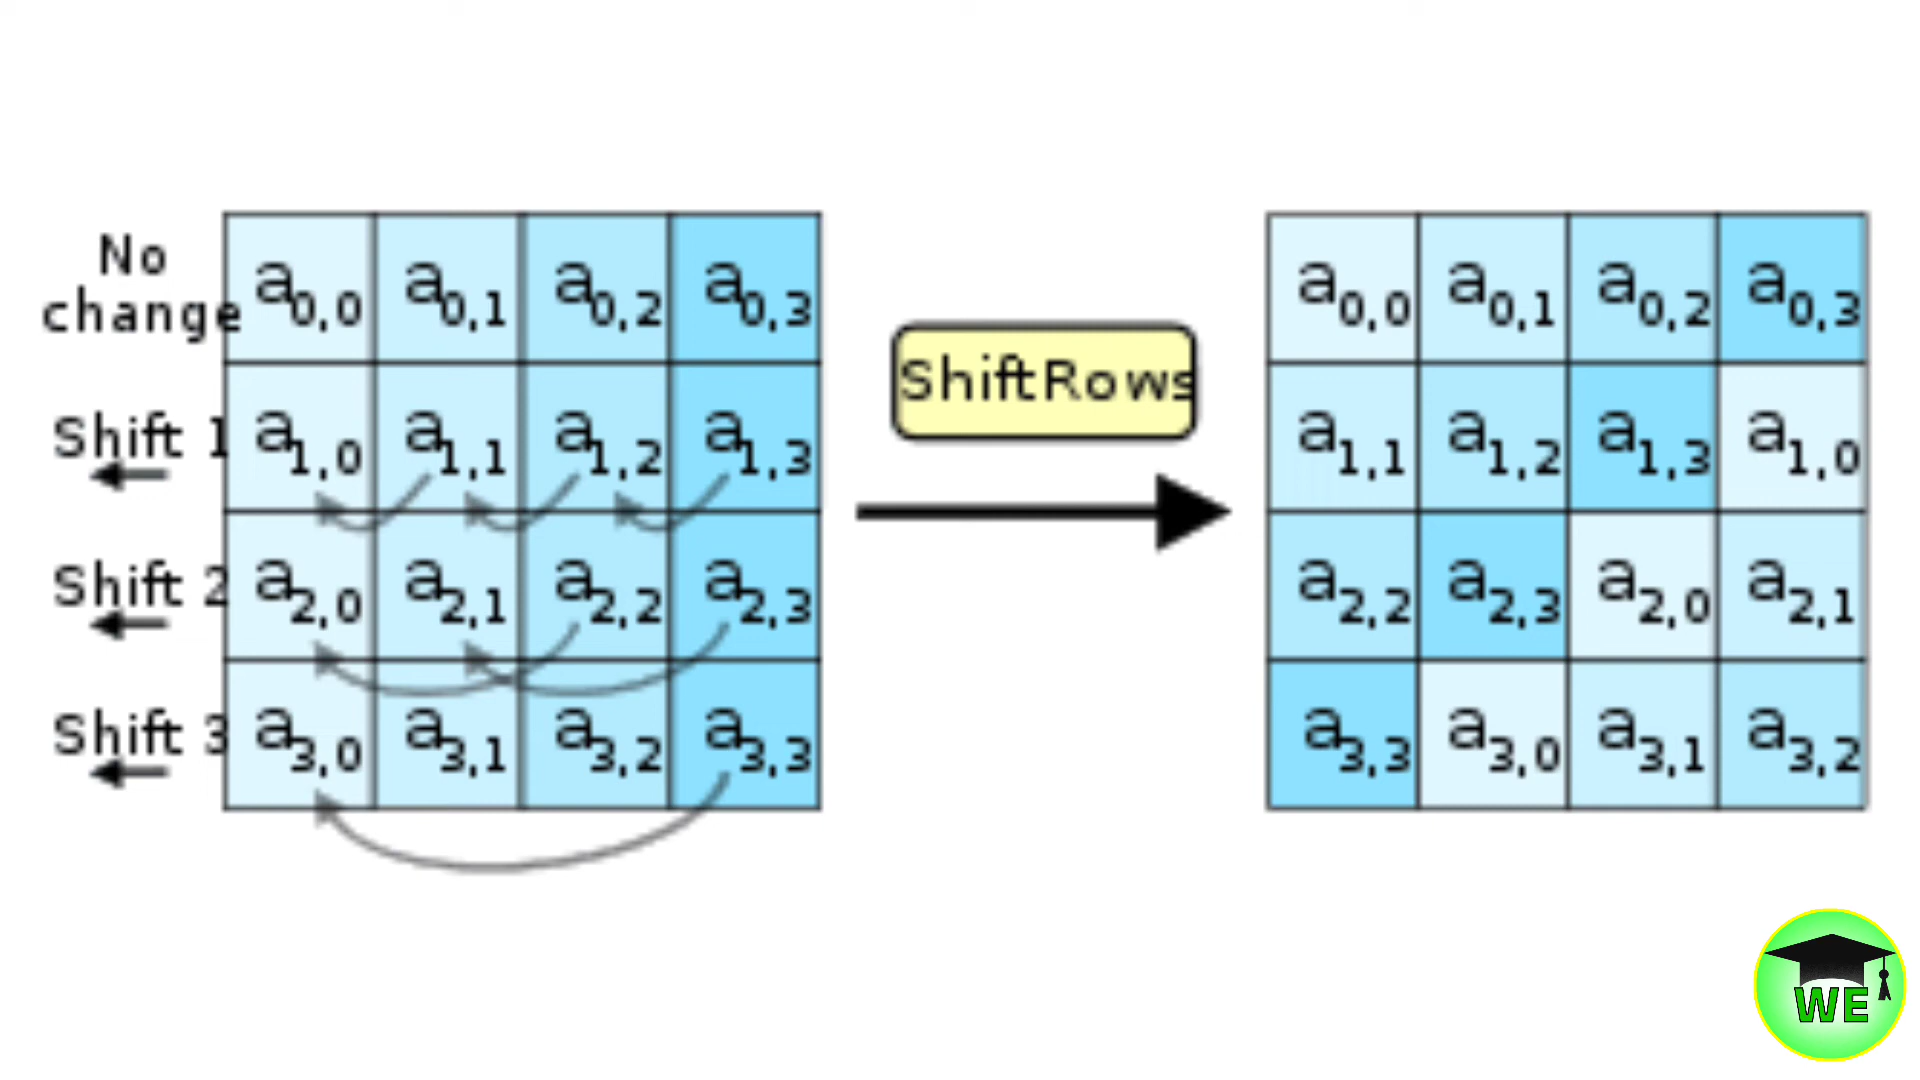 No
change
a0,0 a0,1 a0,2 a0,3
Shift 1
a1,0 a1,1 a1,2 a1,3
Shift 2
a2,0 a2,1 a2,2 a2,3
Shift 3
a3,0 a3,1 a3,2 a3,3
ShiftRows
a0,0 a0,1 a0,2 a0,3
a1,1 a1,2 a1,3 a1,0
a2,2 a2,3 a2,0 a2,1
a3,3 a3,0 a3,1 a3,2
WE